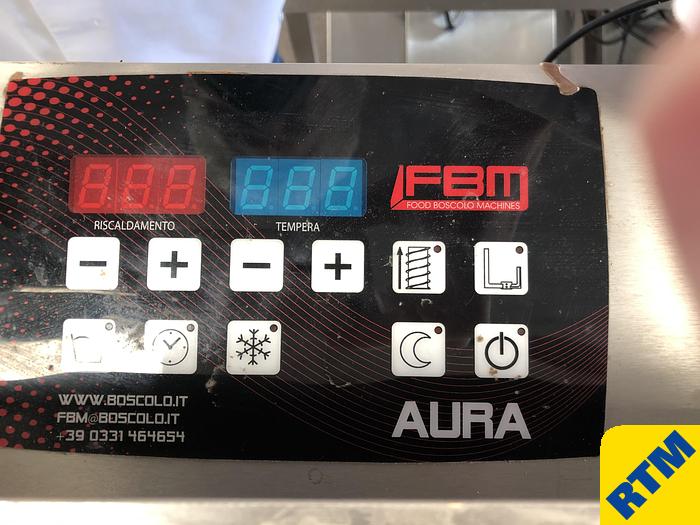 888 888
FBM
FOOD BOSCOLO MACHINES
RISCALDAMENTO TEMPERA
- + - +
WWW.BOSCOLO.IT
FBM@BOSCOLO.IT
+39 0331 464654
AURA
RTM